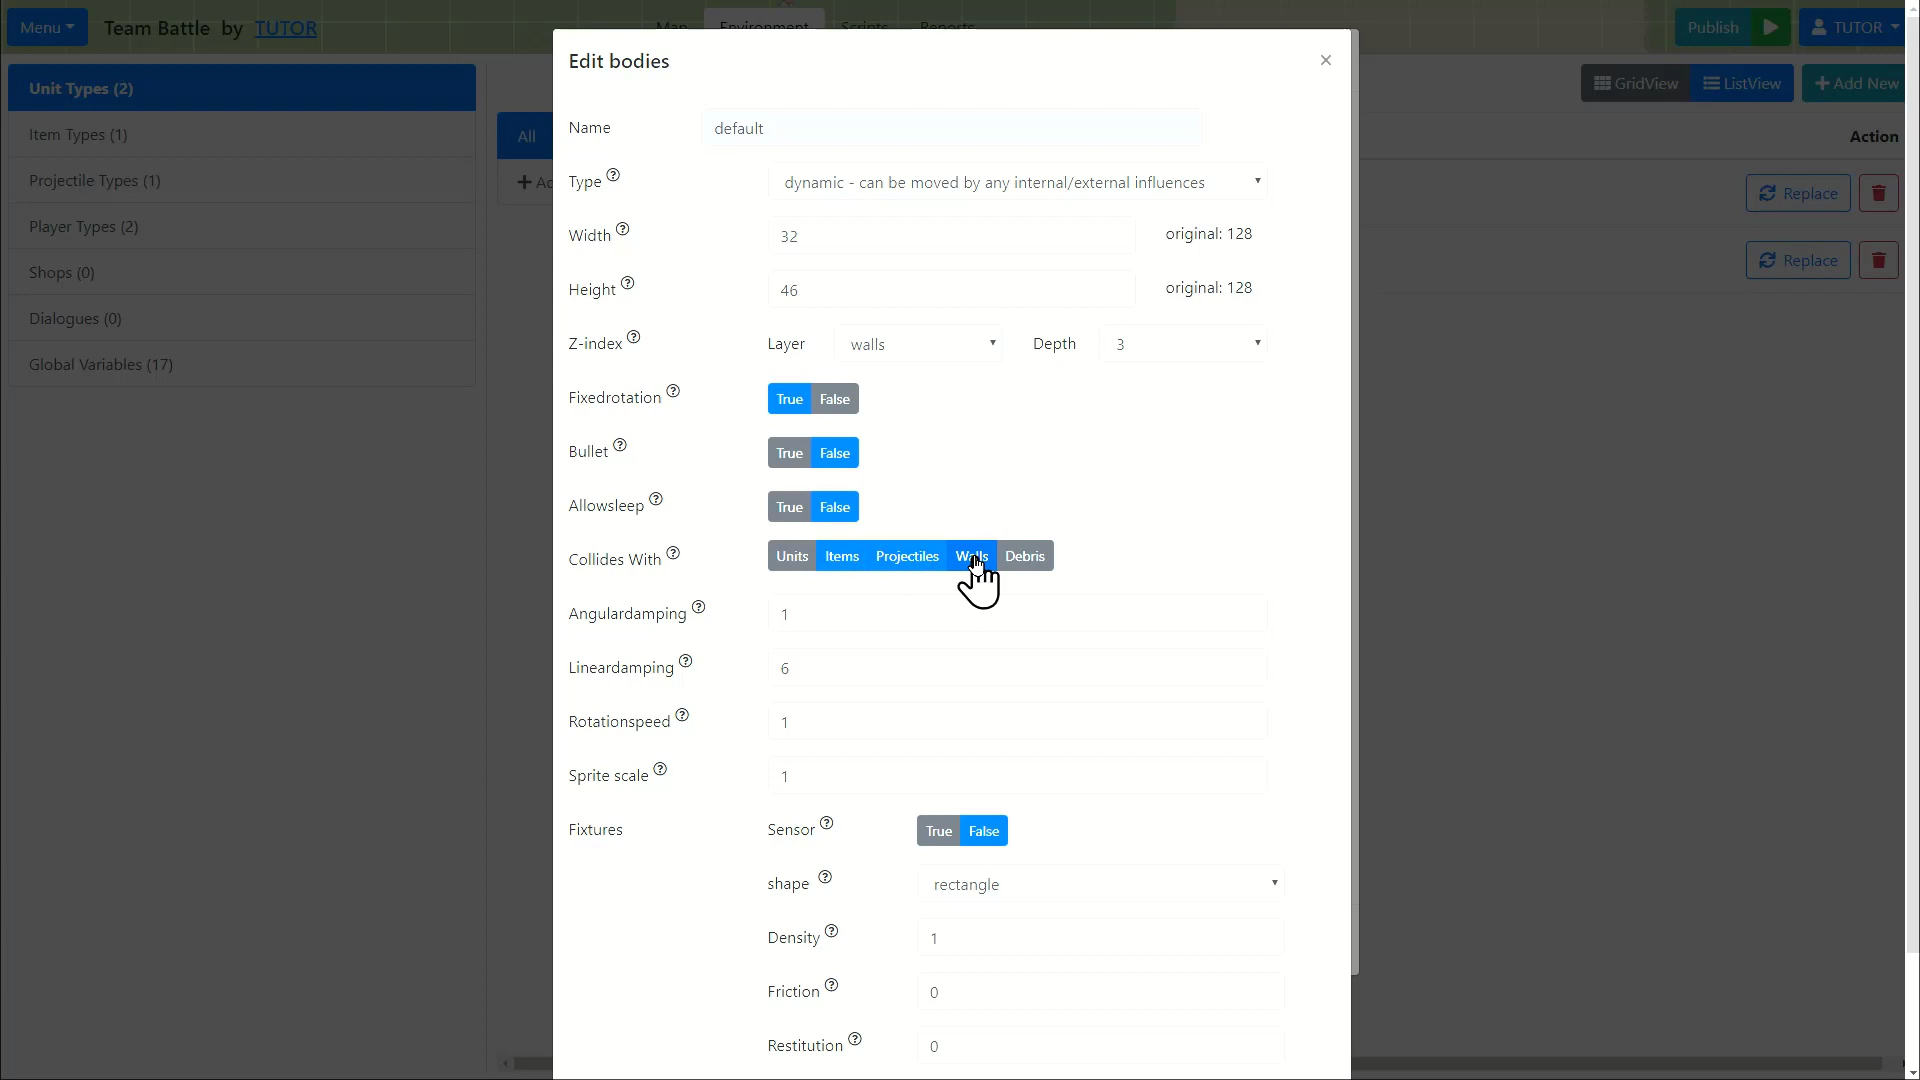 Menu
Team Battle by TUTOR
Map
Environment
Scripts
Reports
Publish
TUTOR
Unit Types (2)
Item Types (1)
Projectile Types (1)
Player Types (2)
Shops (0)
Dialogues (0)
Global Variables (17)
All
GridView
ListView
Add New
Action
Replace
Replace
Edit bodies
Name
default
Type
dynamic - can be moved by any internal/external influences
Width
32
original: 128
Height
46
original: 128
Z-index
Layer
walls
Depth
3
Fixedrotation
True False
Bullet
True False
Allowsleep
True False
Collides With
Units Items Projectiles Walls Debris
Angulardamping
1
Lineardamping
6
Rotationspeed
1
Sprite scale
1
Fixtures
Sensor
True False
shape
rectangle
Density
1
Friction
0
Restitution
0